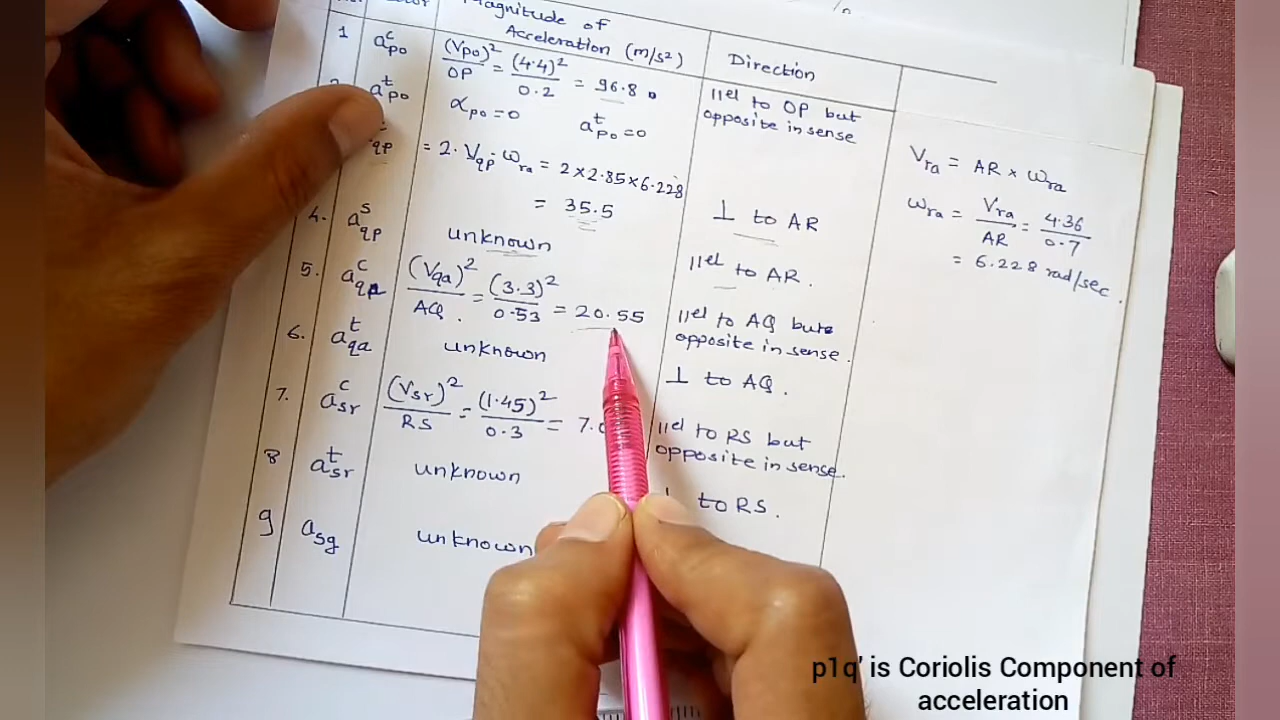 Magnitude of
Acceleration (m/s²)
Direction
1 a^c_po (V_po)²/OP = (4.4)²/0.2 = 96.8
||el to OP but
opposite in sense
a^t_po α_po = 0 a^t_po = 0
qp = 2. V_qp . ω_ra = 2 × 2.85 × 6.228
= 35.5 ⊥ to AR
4. a^s_qp unknown ||el to AR.
5. a^c_qa (V_qa)²/AQ. = (3.3)²/0.53 = 20.55
||el to AQ but
opposite in sense.
6. a^t_qa unknown ⊥ to AQ.
7. a^c_sr (V_sr)²/RS = (1.45)²/0.3 = 7.
||el to RS but
opposite in sense.
8 a^t_sr unknown to RS.
9 a_sg unknown
V_ra = AR × ω_ra
ω_ra = V_ra/AR = 4.36/0.7
= 6.228 rad/sec.
p1q' is Coriolis Component of
acceleration